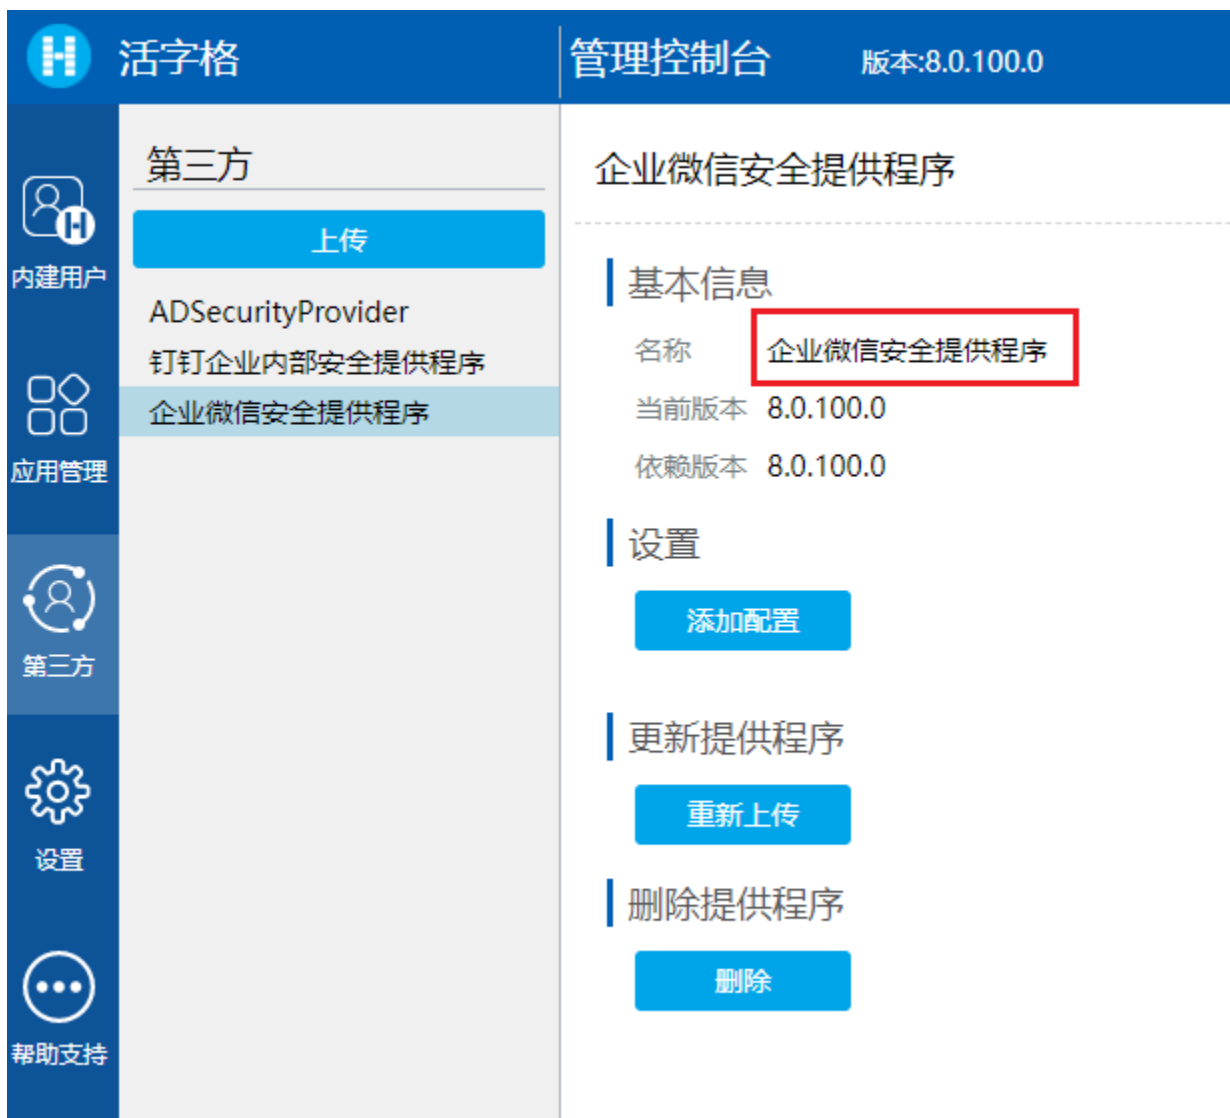 活字格
管理控制台
版本:8.0.100.0
内建用户
应用管理
第三方
设置
帮助支持
第三方
上传
ADSecurityProvider
钉钉企业内部安全提供程序
企业微信安全提供程序
企业微信安全提供程序
基本信息
名称 企业微信安全提供程序
当前版本 8.0.100.0
依赖版本 8.0.100.0
设置
添加配置
更新提供程序
重新上传
删除提供程序
删除